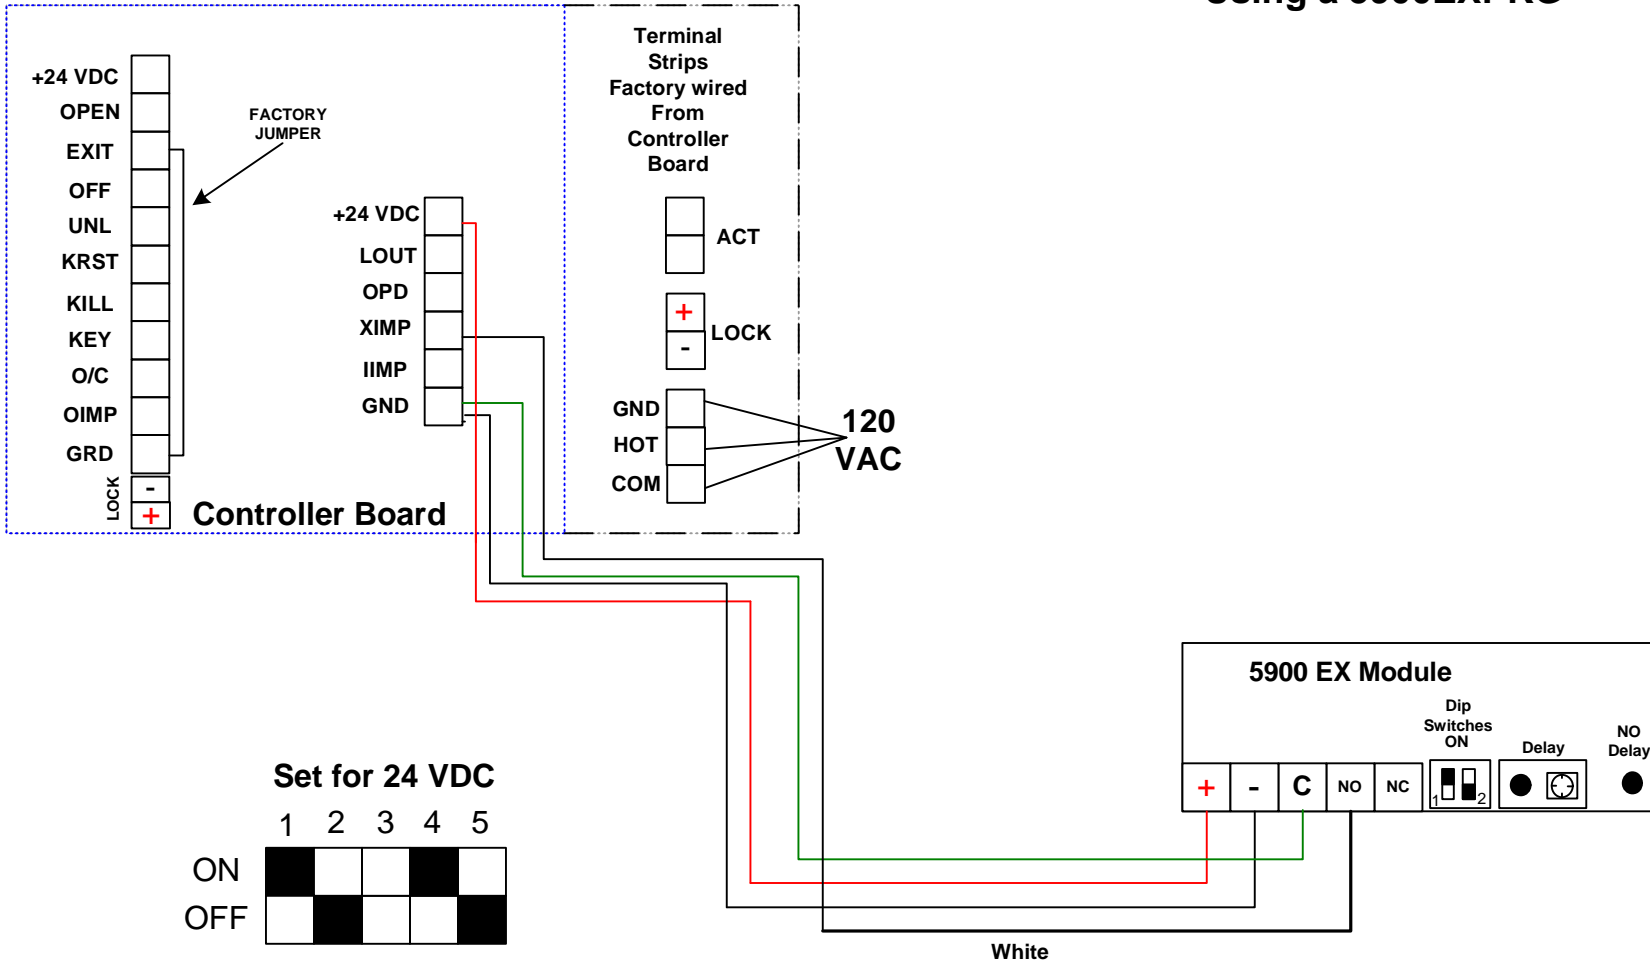 Using a 5900EXPRG
Terminal
Strips
Factory wired
From
Controller
Board
+24 VDC
OPEN
EXIT
OFF
UNL
KRST
KILL
KEY
O/C
OIMP
GRD
LOCK
-
+
FACTORY
JUMPER
+24 VDC
LOUT
OPD
XIMP
IIMP
GND
Controller Board
ACT
+
-
LOCK
GND
HOT
COM
120
VAC
5900 EX Module
Dip
Switches
ON
Delay
NO
Delay
+ - C NO NC
1 2
Set for 24 VDC
1 2 3 4 5
ON
OFF
White